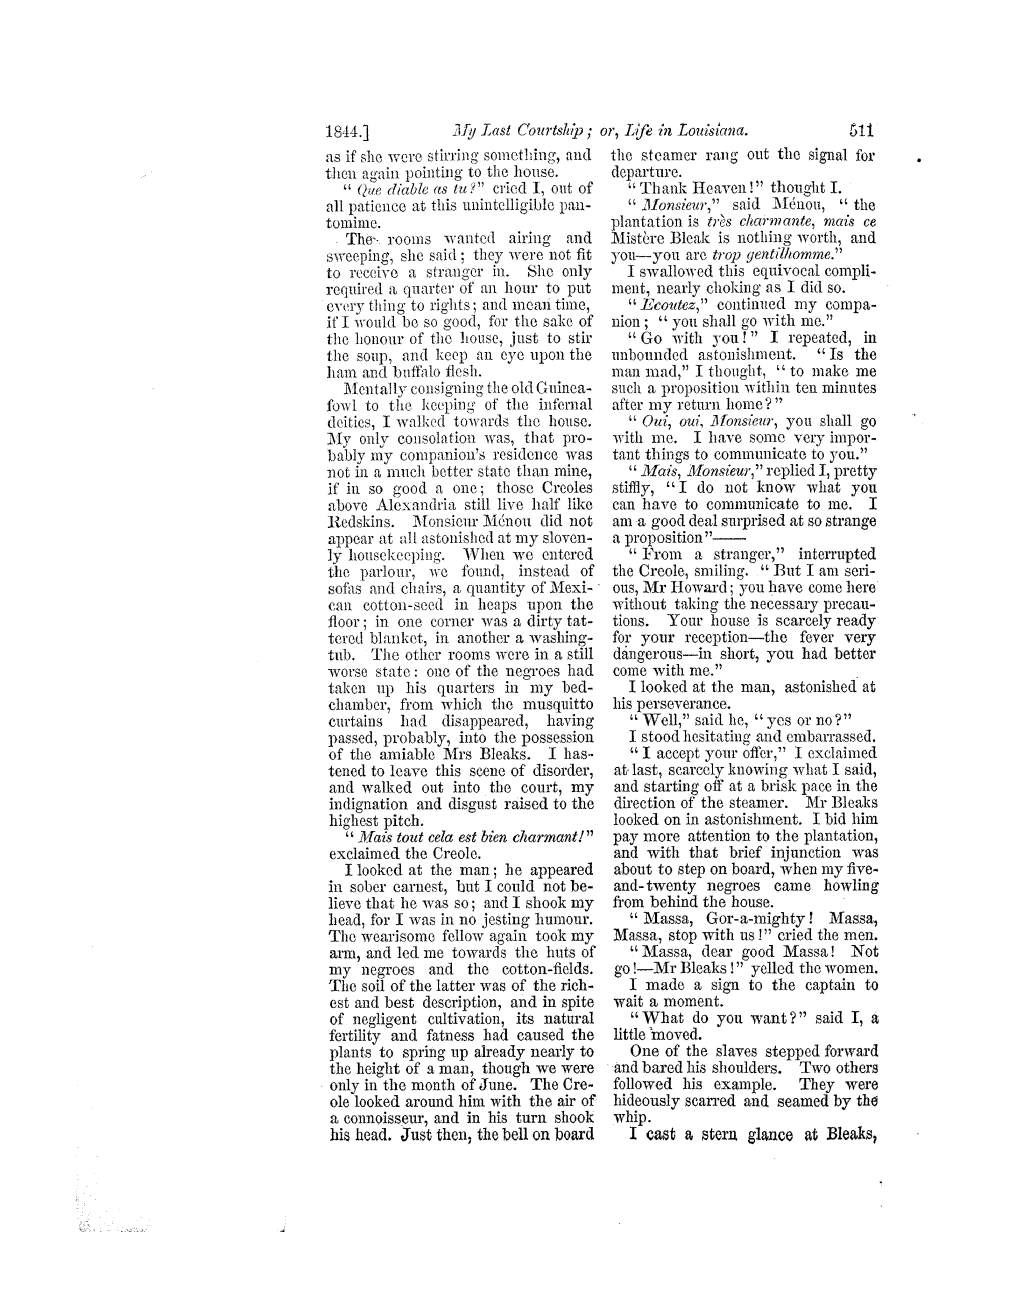 1844.] My Last Courtship; or, Life in Louisiana. 511
as if she were stirring something, and
then again pointing to the house.
“ Que diable as tu?” cried I, out of
all patience at this unintelligible pan-
tomime.
The rooms wanted airing and
sweeping, she said; they were not fit
to receive a stranger in. She only
required a quarter of an hour to put
every thing to rights; and mean time,
if I would be so good, for the sake of
the honour of the house, just to stir
the soup, and keep an eye upon the
ham and buffalo flesh.
Mentally consigning the old Guinea-
fowl to the keeping of the infernal
deities, I walked towards the house.
My only consolation was, that pro-
bably my companion's residence was
not in a much better state than mine,
if in so good a one; those Creoles
above Alexandria still live half like
Redskins. Monsieur Ménou did not
appear at all astonished at my sloven-
ly housekeeping. When we entered
the parlour, we found, instead of
sofas and chairs, a quantity of Mexi-
can cotton-seed in heaps upon the
floor; in one corner was a dirty tat-
tered blanket, in another a washing-
tub. The other rooms were in a still
worse state: one of the negroes had
taken up his quarters in my bed-
chamber, from which the musquitto
curtains had disappeared, having
passed, probably, into the possession
of the amiable Mrs Bleaks. I has-
tened to leave this scene of disorder,
and walked out into the court, my
indignation and disgust raised to the
highest pitch.
“ Mais tout cela est bien charmant!”
exclaimed the Creole.
I looked at the man; he appeared
in sober earnest, but I could not be-
lieve that he was so; and I shook my
head, for I was in no jesting humour.
The wearisome fellow again took my
arm, and led me towards the huts of
my negroes and the cotton-fields.
The soil of the latter was of the rich-
est and best description, and in spite
of negligent cultivation, its natural
fertility and fatness had caused the
plants to spring up already nearly to
the height of a man, though we were
only in the month of June. The Cre-
ole looked around him with the air of
a connoisseur, and in his turn shook
his head. Just then, the bell on board
the steamer rang out the signal for
departure.
“ Thank Heaven!” thought I.
“ Monsieur,” said Ménou, “ the
plantation is très charmante, mais ce
Mistère Bleak is nothing worth, and
you—you are trop gentilhomme.”
I swallowed this equivocal compli-
ment, nearly choking as I did so.
“ Ecoutez,” continued my compa-
nion; “ you shall go with me.”
“ Go with you!” I repeated, in
unbounded astonishment. “ Is the
man mad,” I thought, “ to make me
such a proposition within ten minutes
after my return home?”
“ Oui, oui, Monsieur, you shall go
with me. I have some very impor-
tant things to communicate to you.”
“ Mais, Monsieur,” replied I, pretty
stiffly, “ I do not know what you
can have to communicate to me. I
am a good deal surprised at so strange
a proposition”——
“ From a stranger,” interrupted
the Creole, smiling. “ But I am seri-
ous, Mr Howard; you have come here
without taking the necessary precau-
tions. Your house is scarcely ready
for your reception—the fever very
dangerous—in short, you had better
come with me.”
I looked at the man, astonished at
his perseverance.
“ Well,” said he, “ yes or no?”
I stood hesitating and embarrassed.
“ I accept your offer,” I exclaimed
at last, scarcely knowing what I said,
and starting off at a brisk pace in the
direction of the steamer. Mr Bleaks
looked on in astonishment. I bid him
pay more attention to the plantation,
and with that brief injunction was
about to step on board, when my five-
and-twenty negroes came howling
from behind the house.
“ Massa, Gor-a-mighty! Massa,
Massa, stop with us!” cried the men.
“ Massa, dear good Massa! Not
go!—Mr Bleaks!” yelled the women.
I made a sign to the captain to
wait a moment.
“ What do you want?” said I, a
little moved.
One of the slaves stepped forward
and bared his shoulders. Two others
followed his example. They were
hideously scarred and seamed by the
whip.
I cast a stern glance at Bleaks,